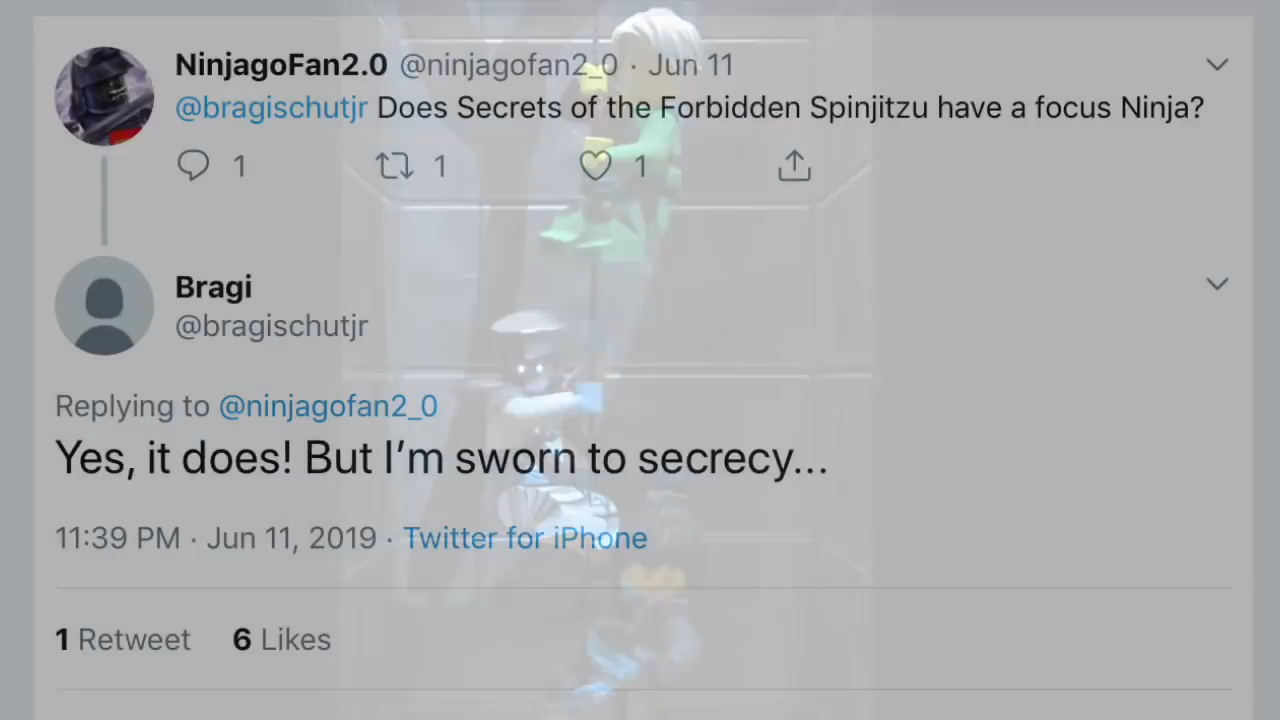 NinjagoFan2.0 @ninjagofan2_0 · Jun 11
@bragischutjr Does Secrets of the Forbidden Spinjitzu have a focus Ninja?
1 1 1
Bragi
@bragischutjr
Replying to @ninjagofan2_0
Yes, it does! But I’m sworn to secrecy...
11:39 PM · Jun 11, 2019 · Twitter for iPhone
1 Retweet 6 Likes